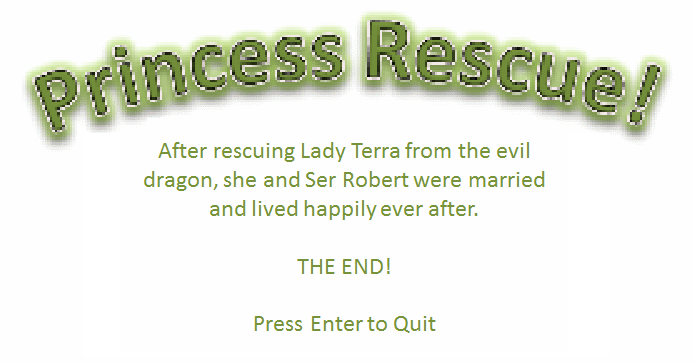 Princess Rescue!
After rescuing Lady Terra from the evil
dragon, she and Ser Robert were married
and lived happily ever after.
THE END!
Press Enter to Quit